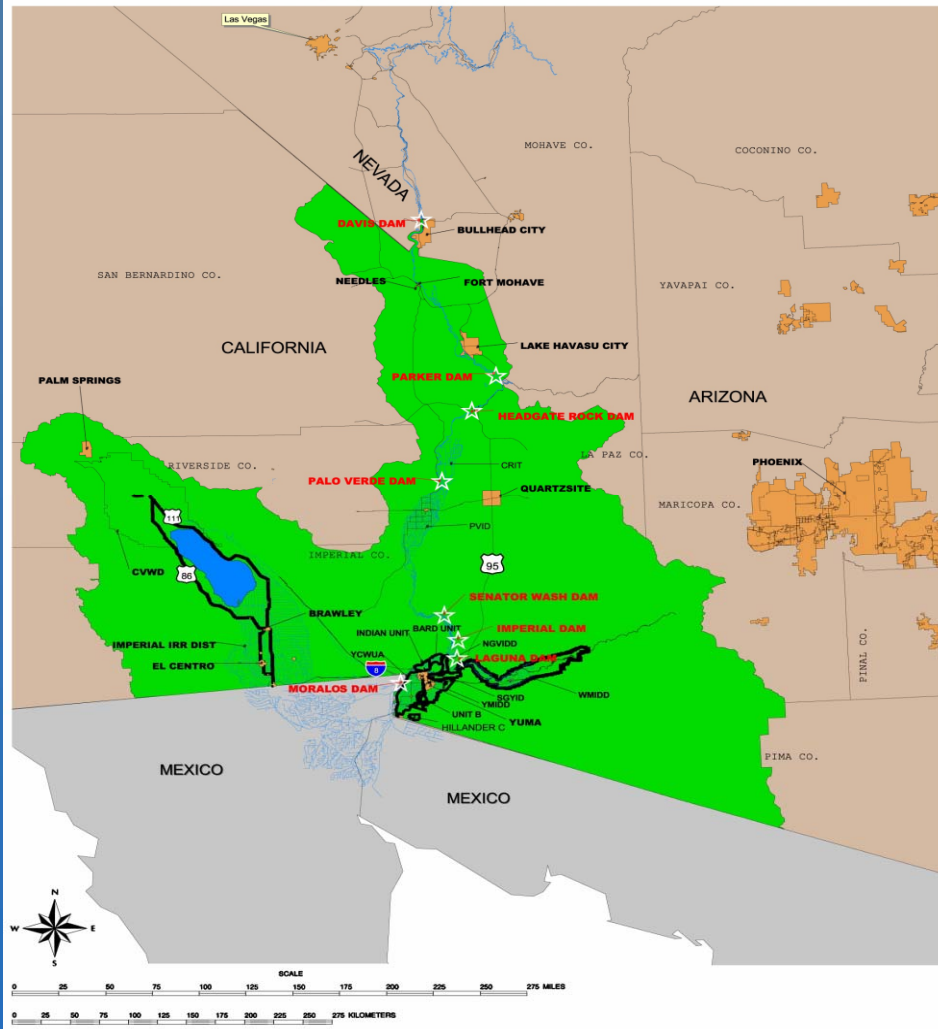 Las Vegas
MOHAVE CO.
COCONINO CO.
NEVADA
DAVIS DAM
BULLHEAD CITY
SAN BERNARDINO CO.
NEEDLES
FORT MOHAVE
YAVAPAI CO.
CALIFORNIA
LAKE HAVASU CITY
PARKER DAM
PALM SPRINGS
ARIZONA
HEADGATE ROCK DAM
RIVERSIDE CO.
CRIT
LA PAZ CO.
PHOENIX
PALO VERDE DAM
QUARTZSITE
MARICOPA CO.
111
PVID
IMPERIAL CO.
95
CVWD
86
SENATOR WASH DAM
BRAWLEY
IMPERIAL DAM
INDIAN UNIT
BARD UNIT
IMPERIAL IRR DIST
NGVIDD
YCWUA
LAGUNA DAM
EL CENTRO
8
PINAL CO.
MORALOS DAM
SGYID
WMIDD
YMIDD
UNIT B
YUMA
HILLANDER C
PIMA CO.
MEXICO
MEXICO
N
W E
S
SCALE
0 25 50 75 100 125 150 175 200 225 250 275 MILES
0 25 50 75 100 125 150 175 200 225 250 275 KILOMETERS